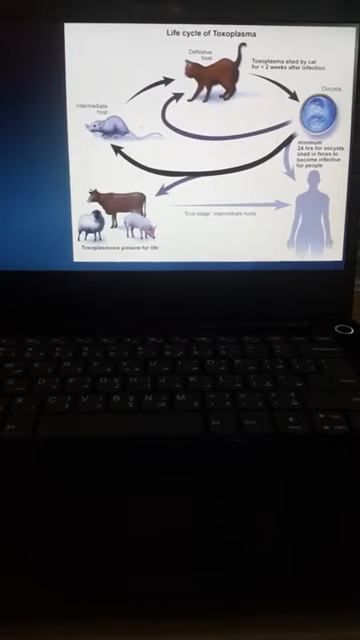 Life cycle of Toxoplasma
Definitive
host
Toxoplasma shed by cat
for < 2 weeks after infection
Oocysts
Intermediate
host
minimum
24 hrs for oocysts
shed in feces to
become infective
for people
"End-stage" intermediate hosts
Toxoplasmosis present for life